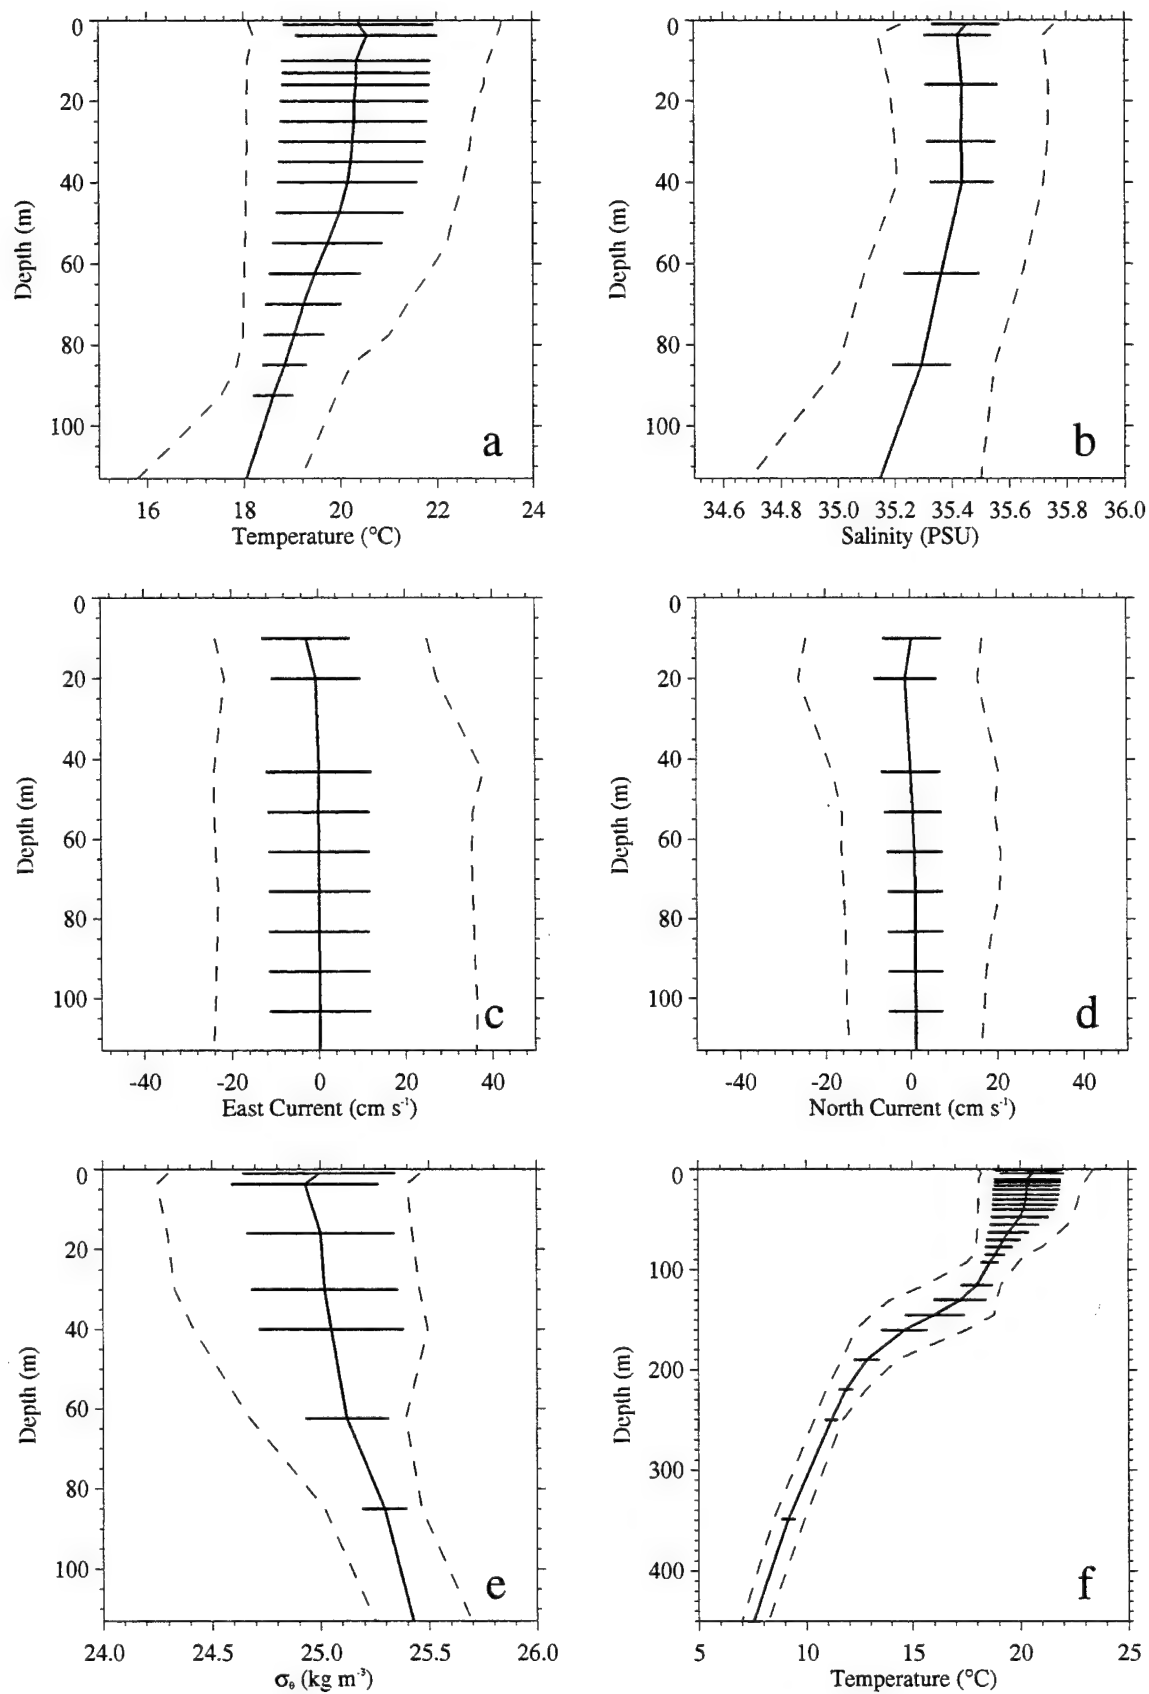 0
20
40
60
80
100
Depth (m)
a
16 18 20 22 24
Temperature (°C)
0
20
40
60
80
100
Depth (m)
b
34.6 34.8 35.0 35.2 35.4 35.6 35.8 36.0
Salinity (PSU)
0
20
40
60
80
100
Depth (m)
c
-40 -20 0 20 40
East Current (cm s⁻¹)
0
20
40
60
80
100
Depth (m)
d
-40 -20 0 20 40
North Current (cm s⁻¹)
0
20
40
60
80
100
Depth (m)
e
24.0 24.5 25.0 25.5 26.0
σ_θ (kg m⁻³)
0
100
200
300
400
Depth (m)
f
5 10 15 20 25
Temperature (°C)